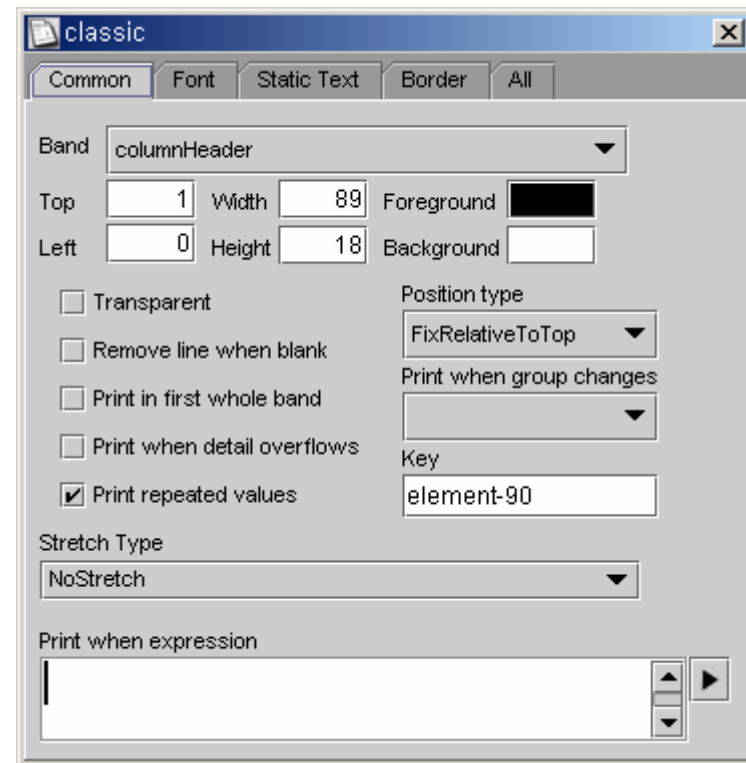 classic
Common Font Static Text Border All
Band columnHeader
Top 1 Width 89 Foreground
Left 0 Height 18 Background
Transparent
Remove line when blank
Print in first whole band
Print when detail overflows
Print repeated values
Position type
FixRelativeToTop
Print when group changes
Key
element-90
Stretch Type
NoStretch
Print when expression